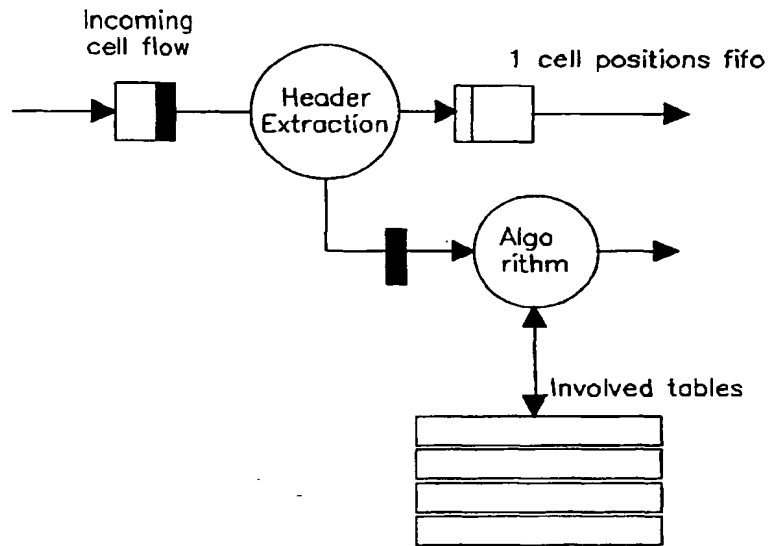 Incoming
cell flow
1 cell positions fifo
Header
Extraction
Algo
rithm
Involved tables